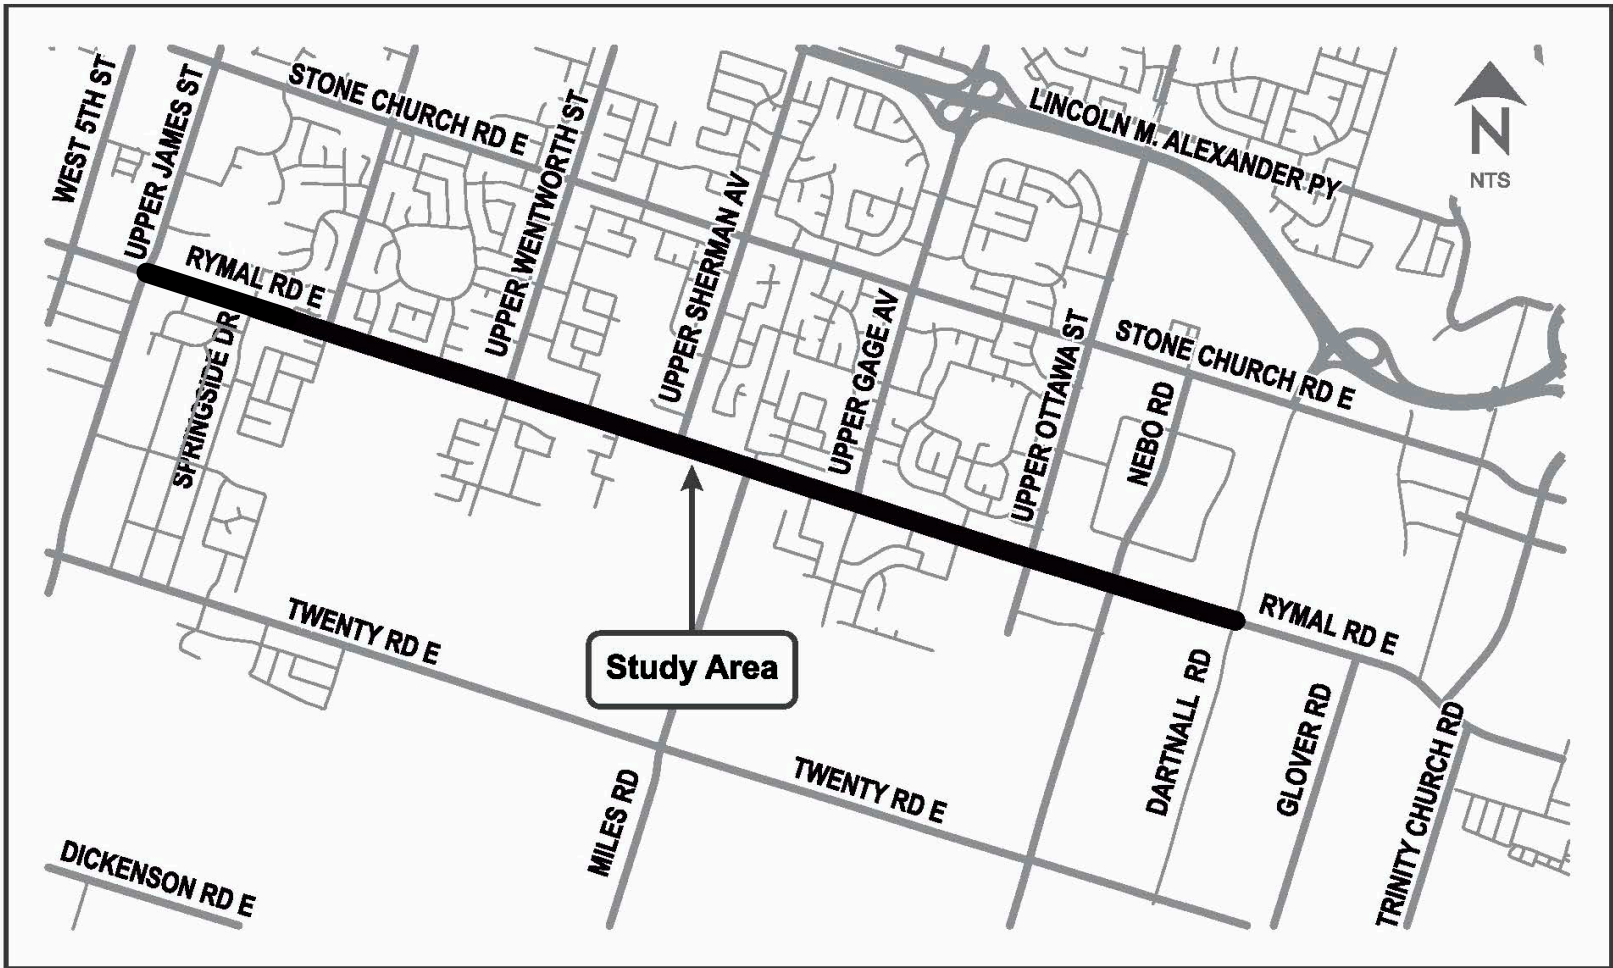 WEST 5TH ST
UPPER JAMES ST
STONE CHURCH RD E
UPPER WENTWORTH ST
LINCOLN M. ALEXANDER PY
N
NTS
RYMAL RD E
SPRINGSIDE DR
UPPER SHERMAN AV
UPPER GAGE AV
UPPER OTTAWA ST
STONE CHURCH RD E
NEBO RD
RYMAL RD E
Study Area
TWENTY RD E
TWENTY RD E
MILES RD
DARTNALL RD
GLOVER RD
TRINITY CHURCH RD
DICKENSON RD E